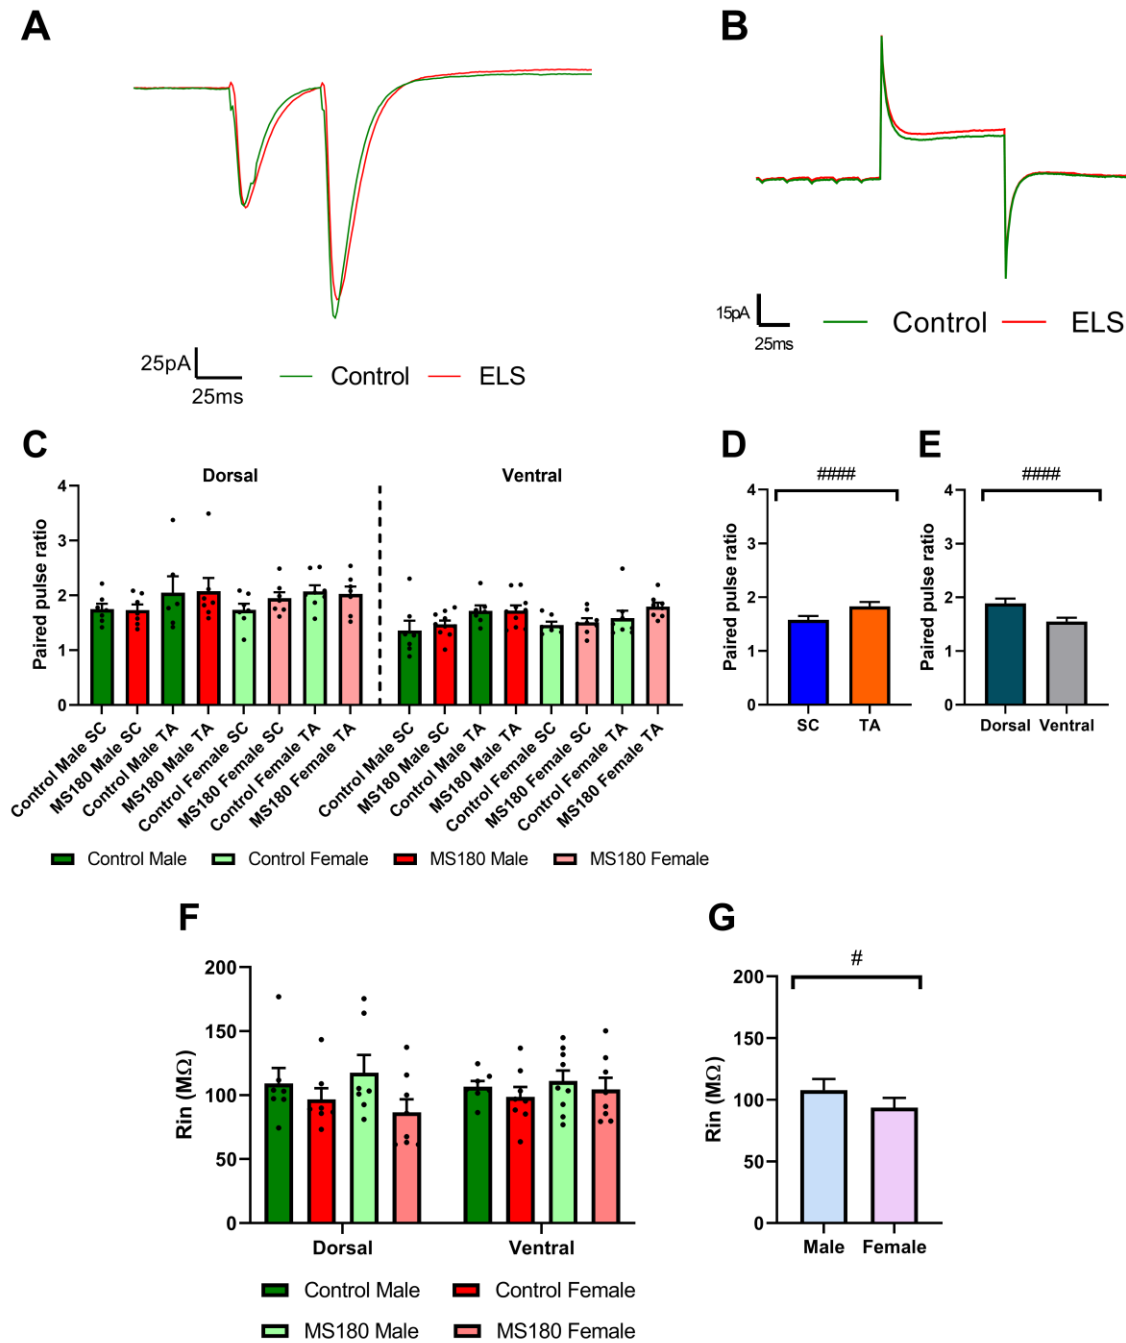 A
B
25pA
25ms
Control
ELS
15pA
25ms
Control
ELS
C
Dorsal
Ventral
Paired pulse ratio
4
3
2
1
0
Control Male SC
MS180 Male SC
Control Male TA
MS180 Male TA
Control Female SC
MS180 Female SC
Control Female TA
MS180 Female TA
Control Male SC
MS180 Male SC
Control Male TA
MS180 Male TA
Control Female SC
MS180 Female SC
Control Female TA
MS180 Female TA
Control Male
Control Female
MS180 Male
MS180 Female
D
####
Paired pulse ratio
4
3
2
1
0
SC
TA
E
####
Paired pulse ratio
4
3
2
1
0
Dorsal
Ventral
F
Rin (MΩ)
200
150
100
50
0
Dorsal
Ventral
Control Male
Control Female
MS180 Male
MS180 Female
G
#
Rin (MΩ)
200
150
100
50
0
Male
Female